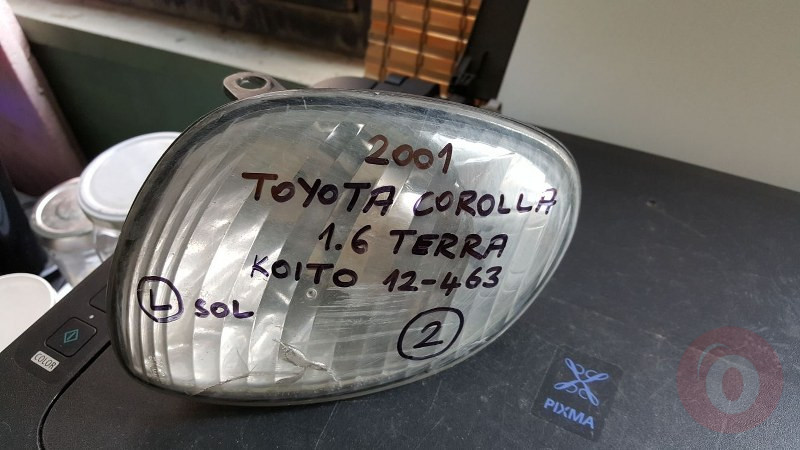 2001
TOYOTA COROLLA
1.6 TERRA
KOITO 12-463
L SOL
2
COLOR
PIXMA